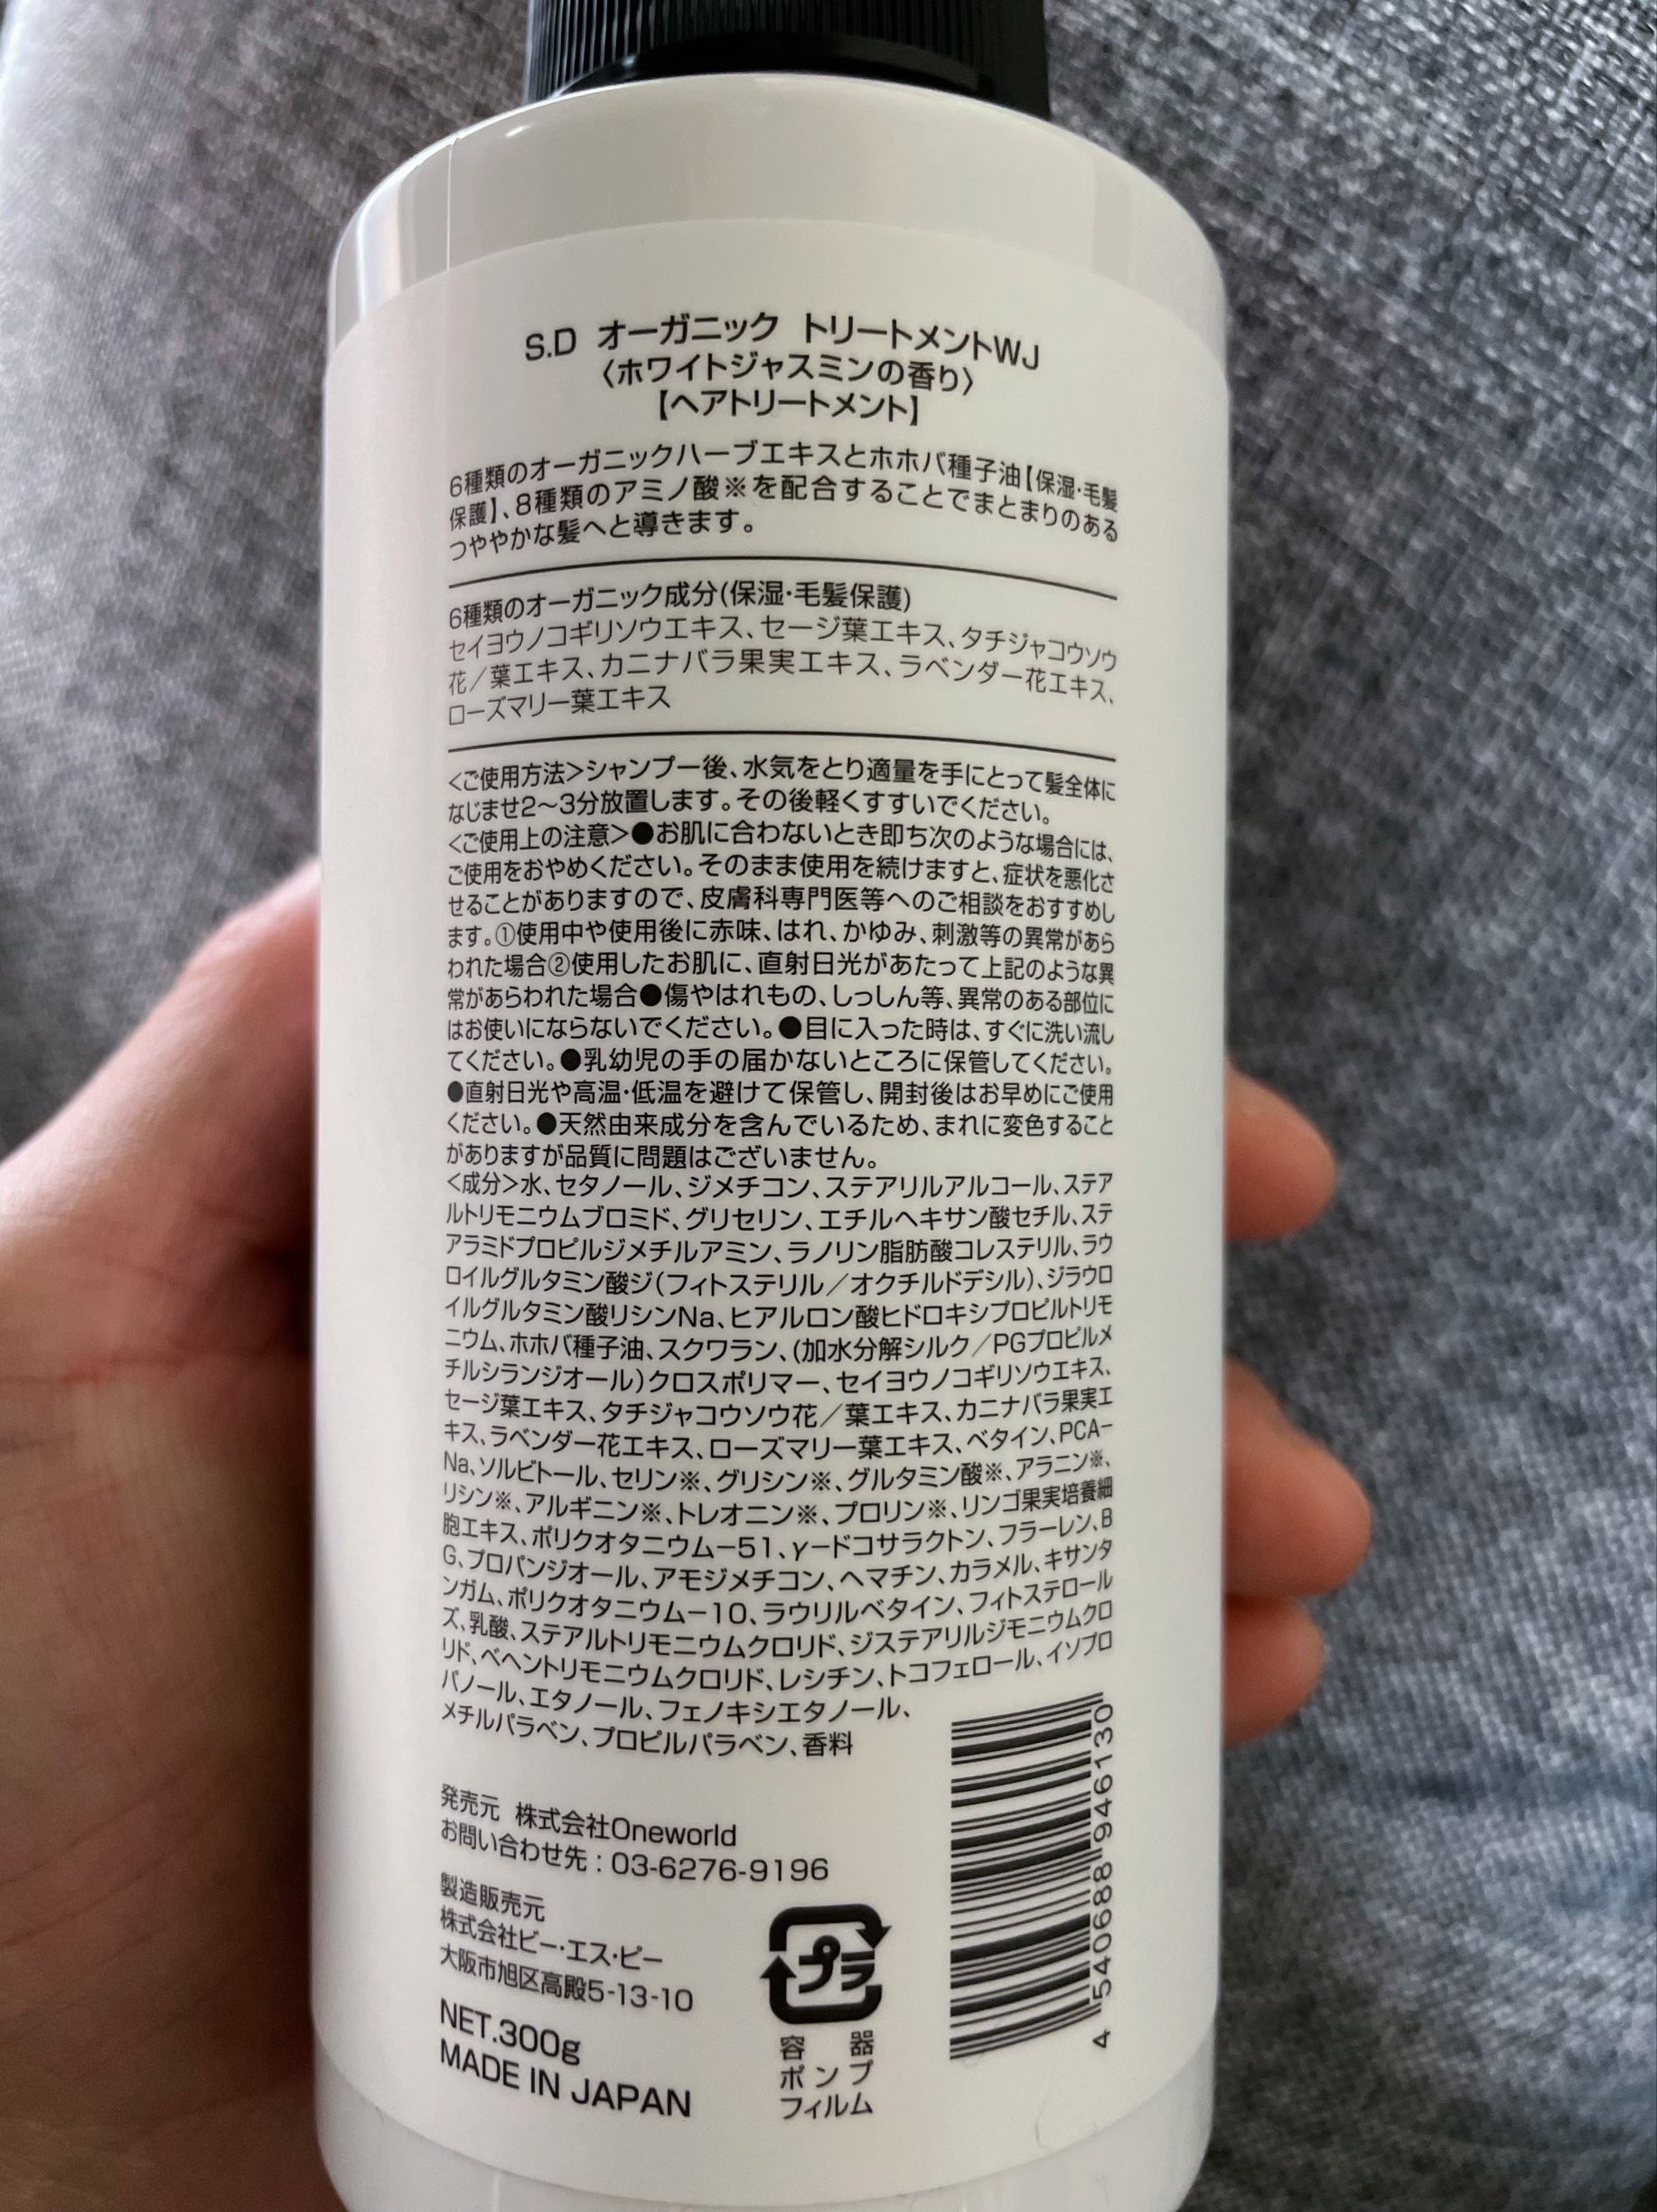 S.D オーガニック トリートメントWJ
〈ホワイトジャスミンの香り〉
【ヘアトリートメント】
6種類のオーガニックハーブエキスとホホバ種子油【保湿・毛髪
保護】、8種類のアミノ酸※を配合することでまとまりのある
つややかな髪へと導きます。
6種類のオーガニック成分(保湿・毛髪保護)
セイヨウノコギリソウエキス、セージ葉エキス、タチジャコウソウ
花／葉エキス、カニナバラ果実エキス、ラベンダー花エキス、
ローズマリー葉エキス
<ご使用方法>シャンプー後、水気をとり適量を手にとって髪全体に
なじませ2～3分放置します。その後軽くすすいでください。
<ご使用上の注意>●お肌に合わないとき即ち次のような場合には、
ご使用をおやめください。そのまま使用を続けますと、症状を悪化さ
せることがありますので、皮膚科専門医等へのご相談をおすすめし
ます。①使用中や使用後に赤味、はれ、かゆみ、刺激等の異常があら
われた場合②使用したお肌に、直射日光があたって上記のような異
常があらわれた場合●傷やはれもの、しっしん等、異常のある部位に
はお使いにならないでください。●目に入った時は、すぐに洗い流し
てください。●乳幼児の手の届かないところに保管してください。
●直射日光や高温・低温を避けて保管し、開封後はお早めにご使用
ください。●天然由来成分を含んでいるため、まれに変色すること
がありますが品質に問題はございません。
<成分>水、セタノール、ジメチコン、ステアリルアルコール、ステア
ルトリモニウムブロミド、グリセリン、エチルヘキサン酸セチル、ステ
アラミドプロピルジメチルアミン、ラノリン脂肪酸コレステリル、ラウ
ロイルグルタミン酸ジ(フィトステリル／オクチルドデシル)、ジラウロ
イルグルタミン酸リシンNa、ヒアルロン酸ヒドロキシプロピルトリモ
ニウム、ホホバ種子油、スクワラン、(加水分解シルク／PGプロピルメ
チルシランジオール)クロスポリマー、セイヨウノコギリソウエキス、
セージ葉エキス、タチジャコウソウ花／葉エキス、カニナバラ果実エ
キス、ラベンダー花エキス、ローズマリー葉エキス、ベタイン、PCA−
Na、ソルビトール、セリン※、グリシン※、グルタミン酸※、アラニン※、
リシン※、アルギニン※、トレオニン※、プロリン※、リンゴ果実培養細
胞エキス、ポリクオタニウム−51、γ−ドコサラクトン、フラーレン、B
G、プロパンジオール、アモジメチコン、ヘマチン、カラメル、キサンタ
ンガム、ポリクオタニウム−10、ラウリルベタイン、フィトステロール
ズ、乳酸、ステアルトリモニウムクロリド、ジステアリルジモニウムクロ
リド、ベヘントリモニウムクロリド、レシチン、トコフェロール、イソプロ
パノール、エタノール、フェノキシエタノール、
メチルパラベン、プロピルパラベン、香料
発売元 株式会社Oneworld
お問い合わせ先：03-6276-9196
製造販売元
株式会社ビー・エス・ピー
大阪市旭区高殿5-13-10
NET.300g
MADE IN JAPAN
プラ
容 器
ポンプ
フィルム
4 540688 946130